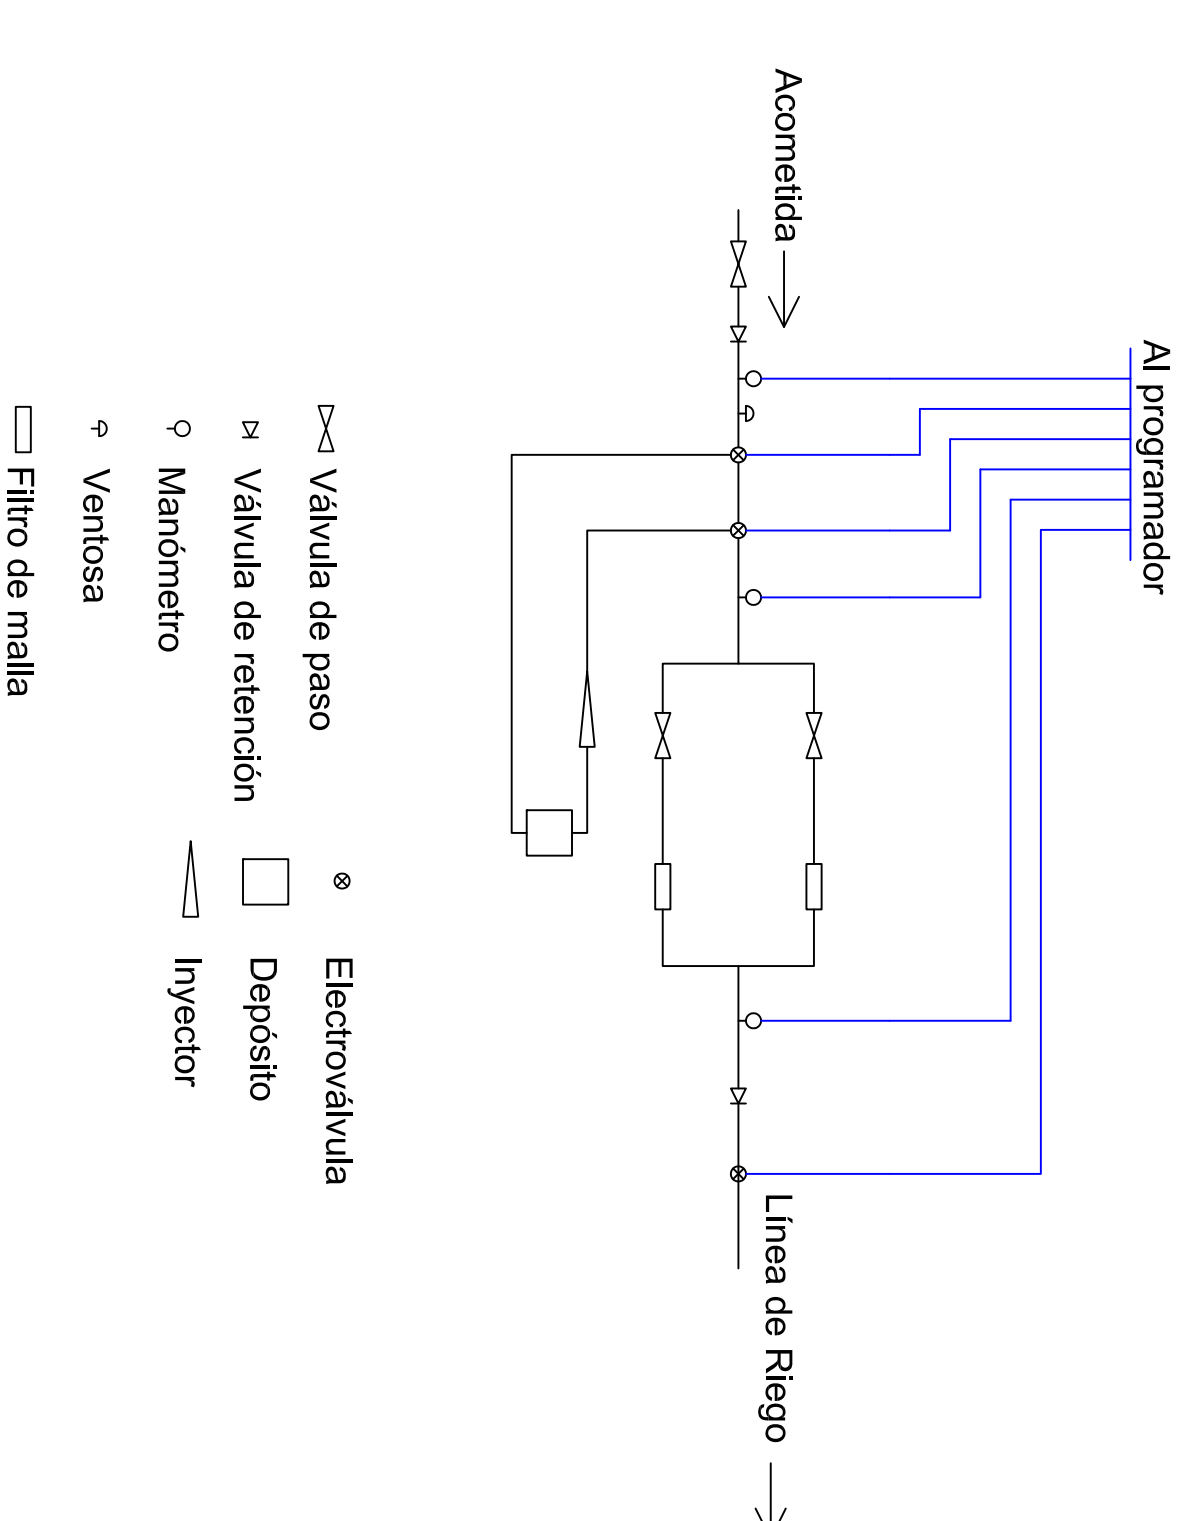 Al programador
Acometida
Línea de Riego
Válvula de paso
Válvula de retención
Manómetro
Ventosa
Filtro de malla
Electroválvula
Depósito
Inyector